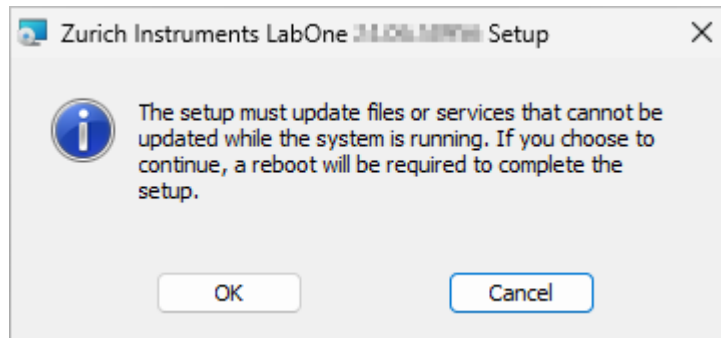 Zurich Instruments LabOne Setup
The setup must update files or services that cannot be
updated while the system is running. If you choose to
continue, a reboot will be required to complete the
setup.
OK Cancel